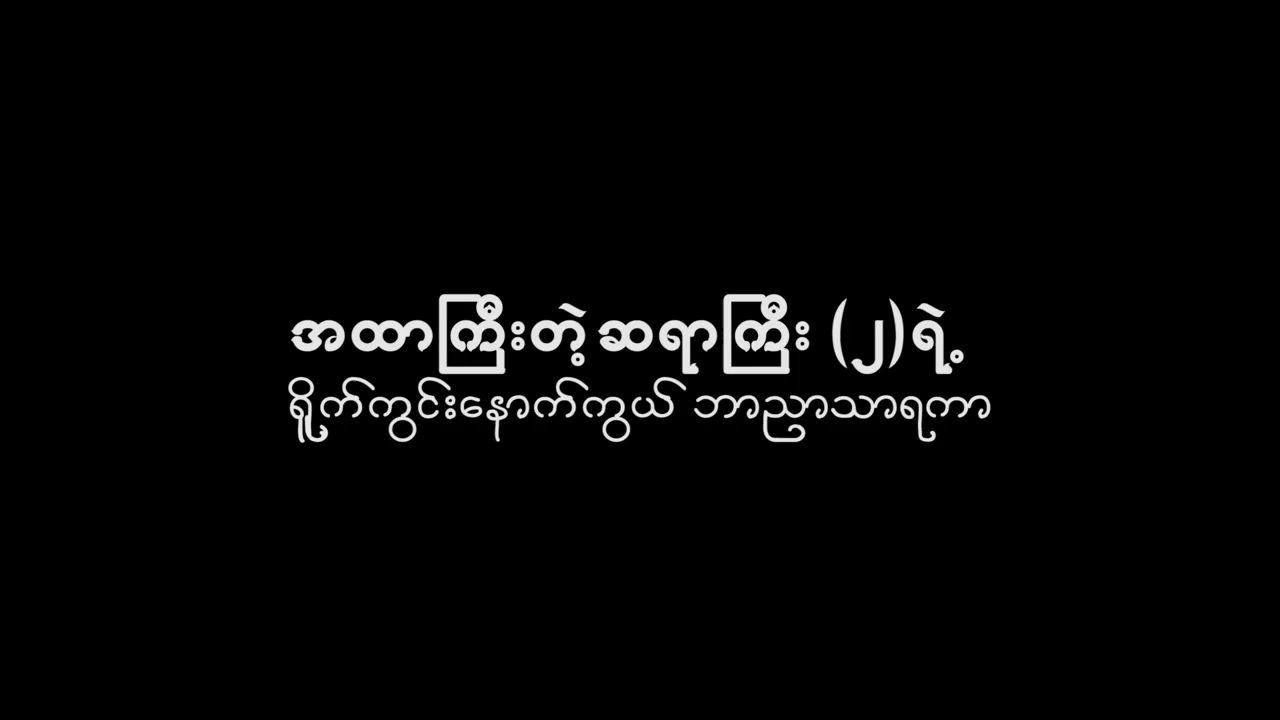 အထာကြီးတဲ့ ဆရာကြီး (၂)ရဲ့
ရှိုက်ကွင်းနောက်ကွယ် ဘာညာသာရကာ